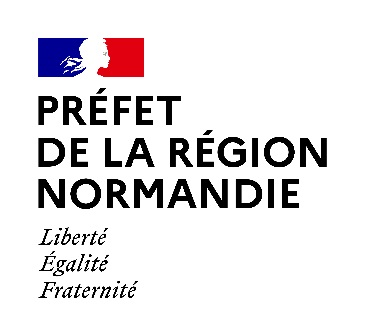 PRÉFET
DE LA RÉGION
NORMANDIE
Liberté
Égalité
Fraternité